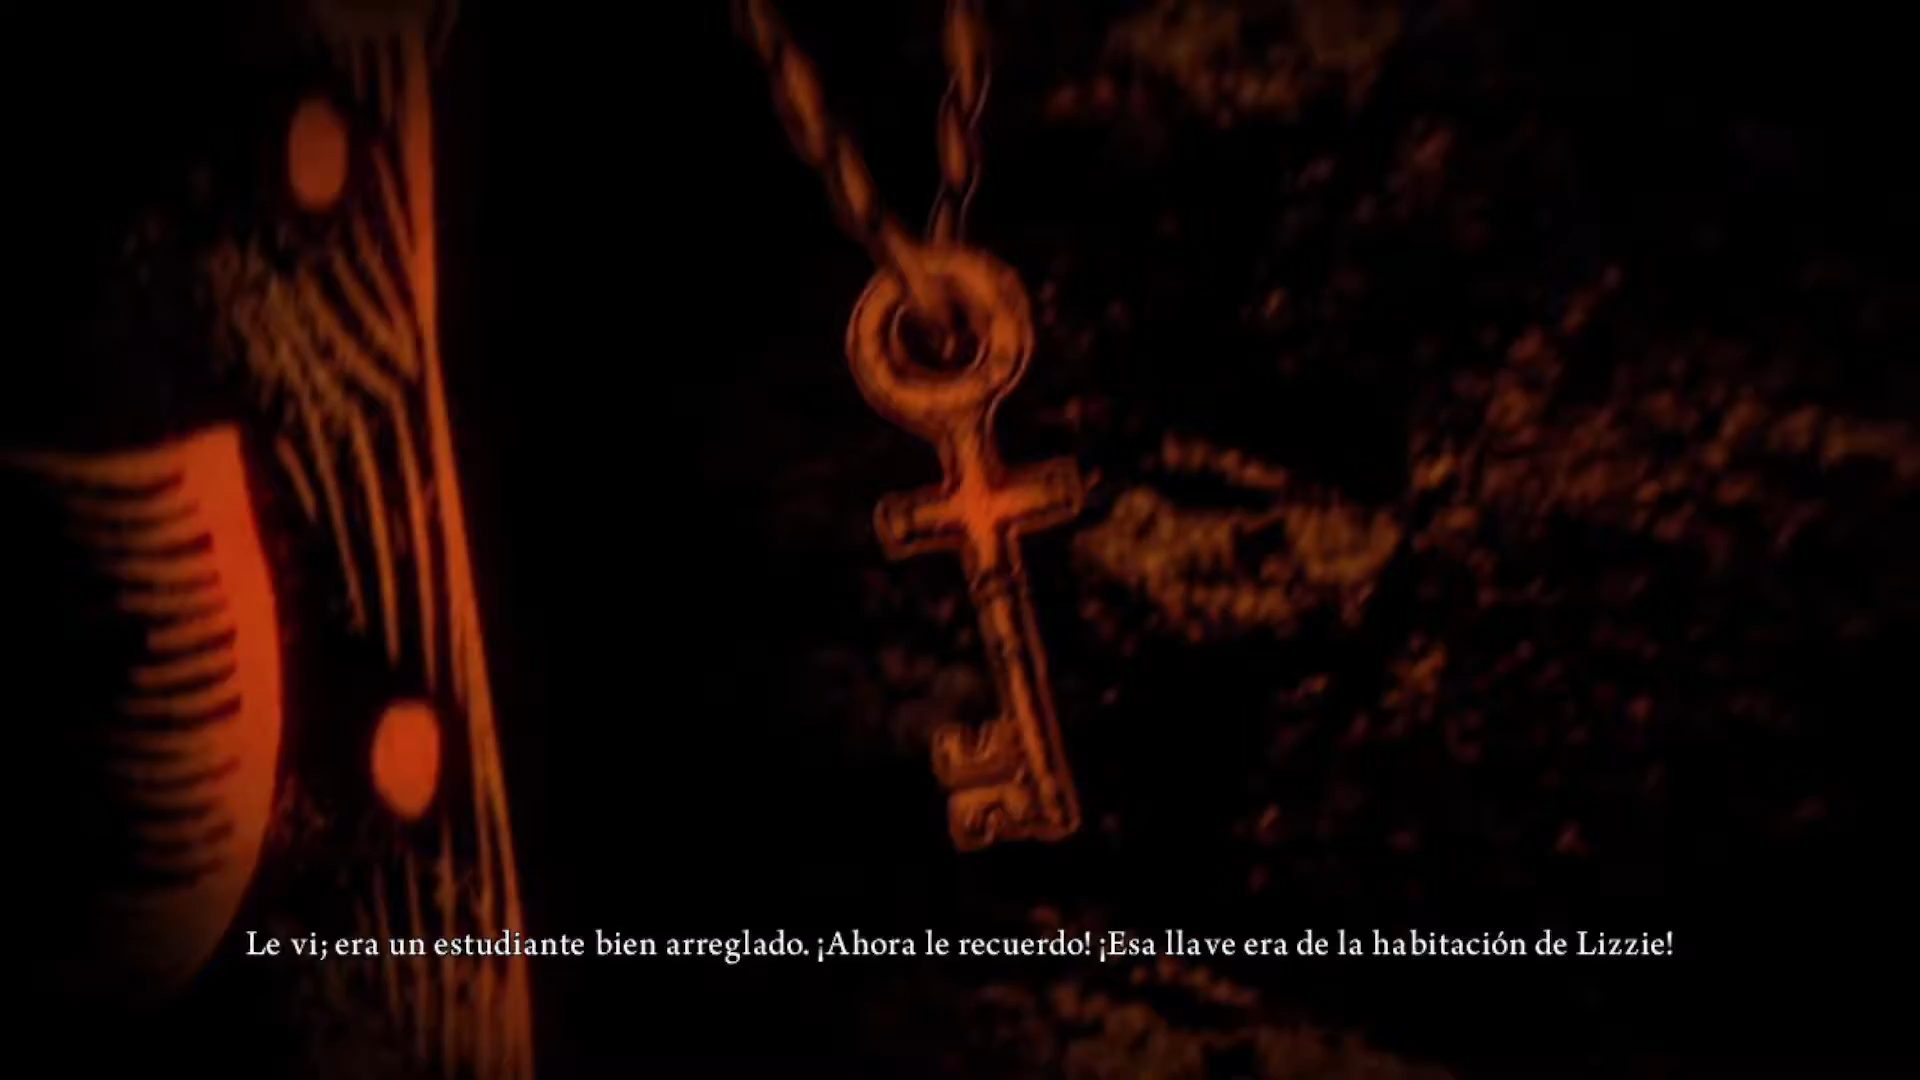 Le vi; era un estudiante bien arreglado. ¡Ahora le recuerdo! ¡Esa llave era de la habitación de Lizzie!